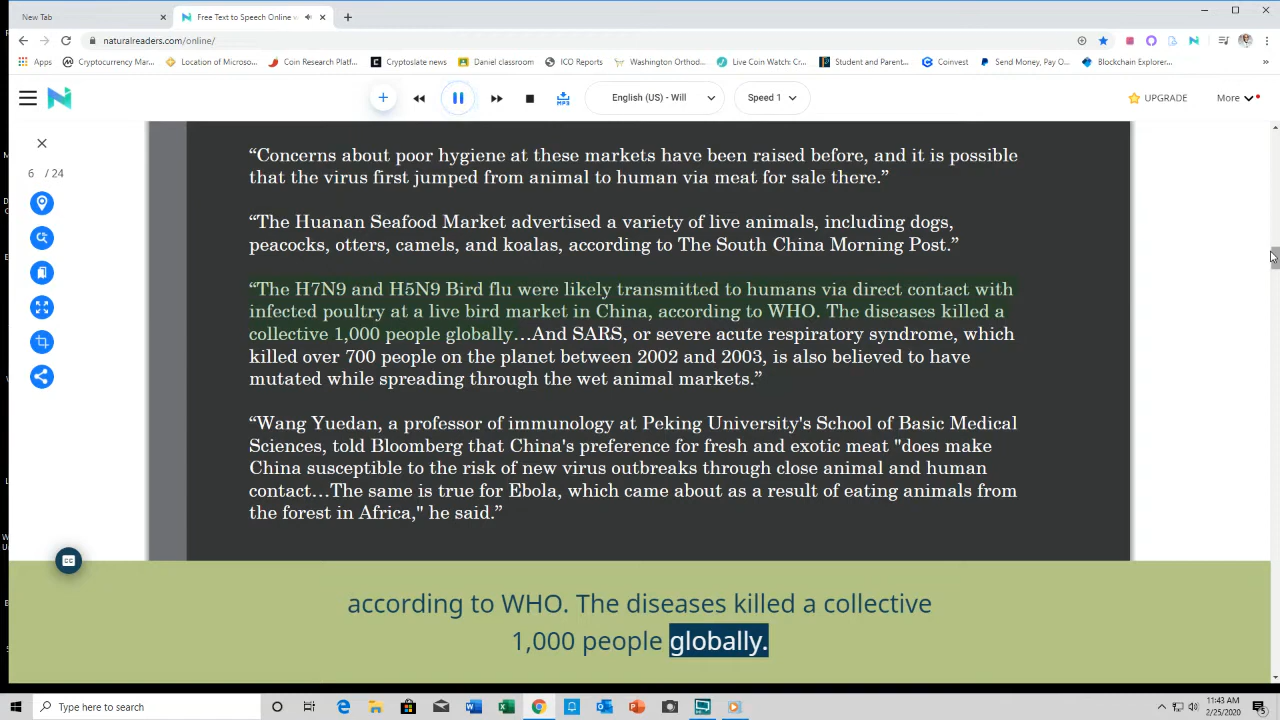 New Tab
Free Text to Speech Online v
naturalreaders.com/online/
Apps
Cryptocurrency Mar...
Location of Microso...
Coin Research Platf...
Cryptoslate news
Daniel classroom
ICO Reports
Washington Orthod...
Live Coin Watch: Cr...
Student and Parent...
Coinvest
Send Money, Pay O...
Blockchain Explorer...
MP3
English (US) - Will
Speed 1
UPGRADE
More
6 / 24
“Concerns about poor hygiene at these markets have been raised before, and it is possible
that the virus first jumped from animal to human via meat for sale there.”
“The Huanan Seafood Market advertised a variety of live animals, including dogs,
peacocks, otters, camels, and koalas, according to The South China Morning Post.”
“The H7N9 and H5N9 Bird flu were likely transmitted to humans via direct contact with
infected poultry at a live bird market in China, according to WHO. The diseases killed a
collective 1,000 people globally…And SARS, or severe acute respiratory syndrome, which
killed over 700 people on the planet between 2002 and 2003, is also believed to have
mutated while spreading through the wet animal markets.”
“Wang Yuedan, a professor of immunology at Peking University's School of Basic Medical
Sciences, told Bloomberg that China's preference for fresh and exotic meat "does make
China susceptible to the risk of new virus outbreaks through close animal and human
contact…The same is true for Ebola, which came about as a result of eating animals from
the forest in Africa," he said.”
CC
according to WHO. The diseases killed a collective
1,000 people globally.
Type here to search
11:43 AM
2/25/2020